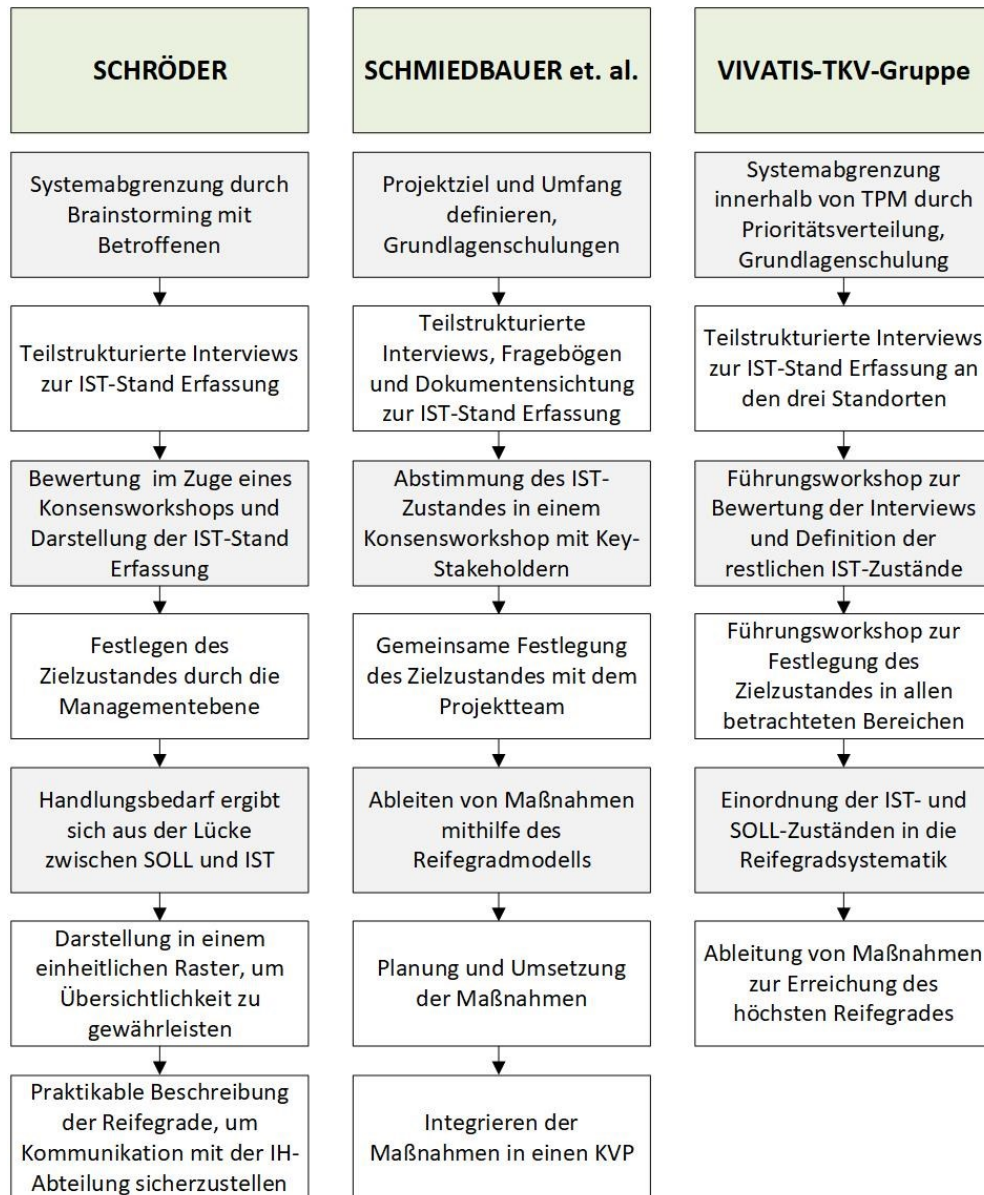 SCHRÖDER
Systemabgrenzung durch
Brainstorming mit
Betroffenen
Teilstrukturierte Interviews
zur IST-Stand Erfassung
Bewertung im Zuge eines
Konsensworkshops und
Darstellung der IST-Stand
Erfassung
Festlegen des
Zielzustandes durch die
Managementebene
Handlungsbedarf ergibt
sich aus der Lücke
zwischen SOLL und IST
Darstellung in einem
einheitlichen Raster, um
Übersichtlichkeit zu
gewährleisten
Praktikable Beschreibung
der Reifegrade, um
Kommunikation mit der IH-
Abteilung sicherzustellen
SCHMIEDBAUER et. al.
Projektziel und Umfang
definieren,
Grundlagenschulungen
Teilstrukturierte
Interviews, Fragebögen
und Dokumentensichtung
zur IST-Stand Erfassung
Abstimmung des IST-
Zustandes in einem
Konsensworkshop mit Key-
Stakeholdern
Gemeinsame Festlegung
des Zielzustandes mit dem
Projektteam
Ableiten von Maßnahmen
mithilfe des
Reifegradmodells
Planung und Umsetzung
der Maßnahmen
Integrieren der
Maßnahmen in einen KVP
VIVATIS-TKV-Gruppe
Systemabgrenzung
innerhalb von TPM durch
Prioritätsverteilung,
Grundlagenschulung
Teilstrukturierte Interviews
zur IST-Stand Erfassung an
den drei Standorten
Führungsworkshop zur
Bewertung der Interviews
und Definition der
restlichen IST-Zustände
Führungsworkshop zur
Festlegung des
Zielzustandes in allen
betrachteten Bereichen
Einordnung der IST- und
SOLL-Zuständen in die
Reifegradsystematik
Ableitung von Maßnahmen
zur Erreichung des
höchsten Reifegrades